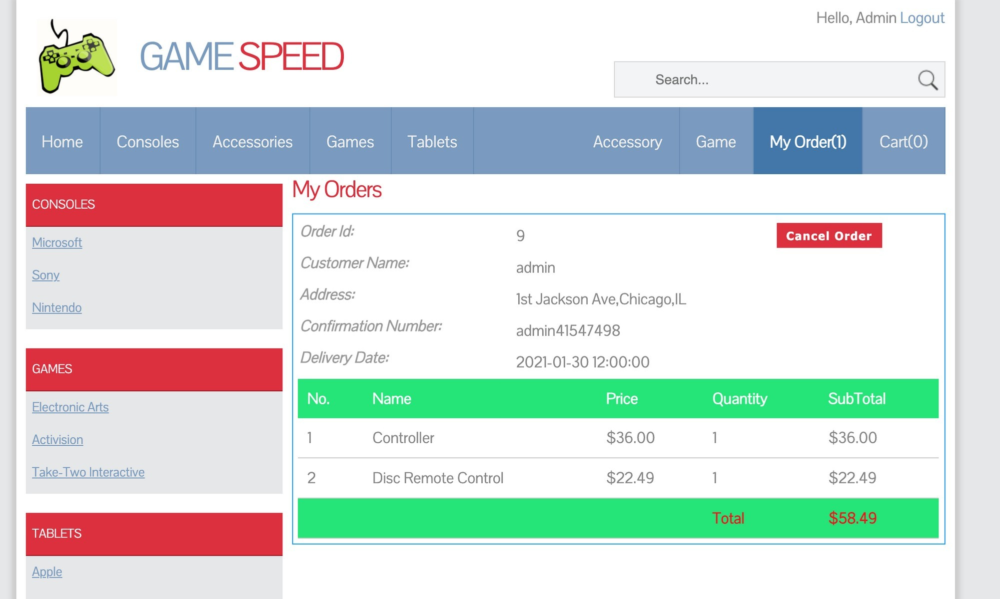 Hello, Admin Logout
GAME SPEED
Search...
Home Consoles Accessories Games Tablets Accessory Game My Order(1) Cart(0)
CONSOLES
Microsoft
Sony
Nintendo
GAMES
Electronic Arts
Activision
Take-Two Interactive
TABLETS
Apple
My Orders
Order Id: 9 Cancel Order
Customer Name: admin
Address: 1st Jackson Ave,Chicago,IL
Confirmation Number: admin41547498
Delivery Date: 2021-01-30 12:00:00
No. Name Price Quantity SubTotal
1 Controller $36.00 1 $36.00
2 Disc Remote Control $22.49 1 $22.49
Total $58.49